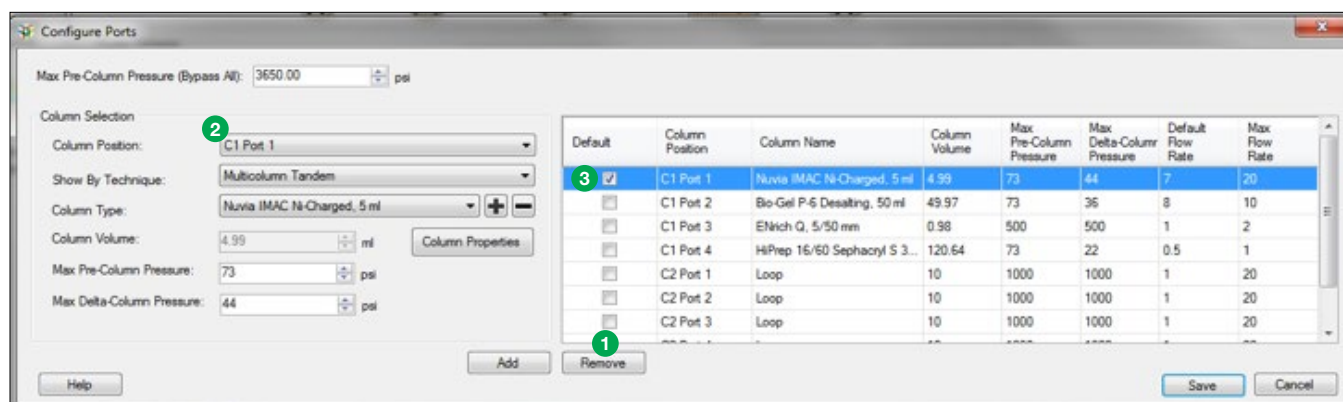 Configure Ports
Max Pre-Column Pressure (Bypass All): 3650.00 psi
Column Selection
2
Column Position: C1 Port 1
Show By Technique: Multicolumn Tandem
Column Type: Nuvia IMAC Ni-Charged, 5 ml
Column Volume: 4.99 ml Column Properties
Max Pre-Column Pressure: 73 psi
Max Delta-Column Pressure: 44 psi
Default Column Position Column Name Column Volume Max Pre-Column Pressure Max Delta-Column Pressure Default Flow Rate Max Flow Rate
3 C1 Port 1 Nuvia IMAC Ni-Charged, 5 ml 4.99 73 44 7 20
C1 Port 2 Bio-Gel P-6 Desalting, 50 ml 49.97 73 36 8 10
C1 Port 3 ENrich Q, 5/50 mm 0.98 500 500 1 2
C1 Port 4 HiPrep 16/60 Sephacryl S 3... 120.64 73 22 0.5 1
C2 Port 1 Loop 10 1000 1000 1 20
C2 Port 2 Loop 10 1000 1000 1 20
C2 Port 3 Loop 10 1000 1000 1 20
1
Add Remove
Help Save Cancel